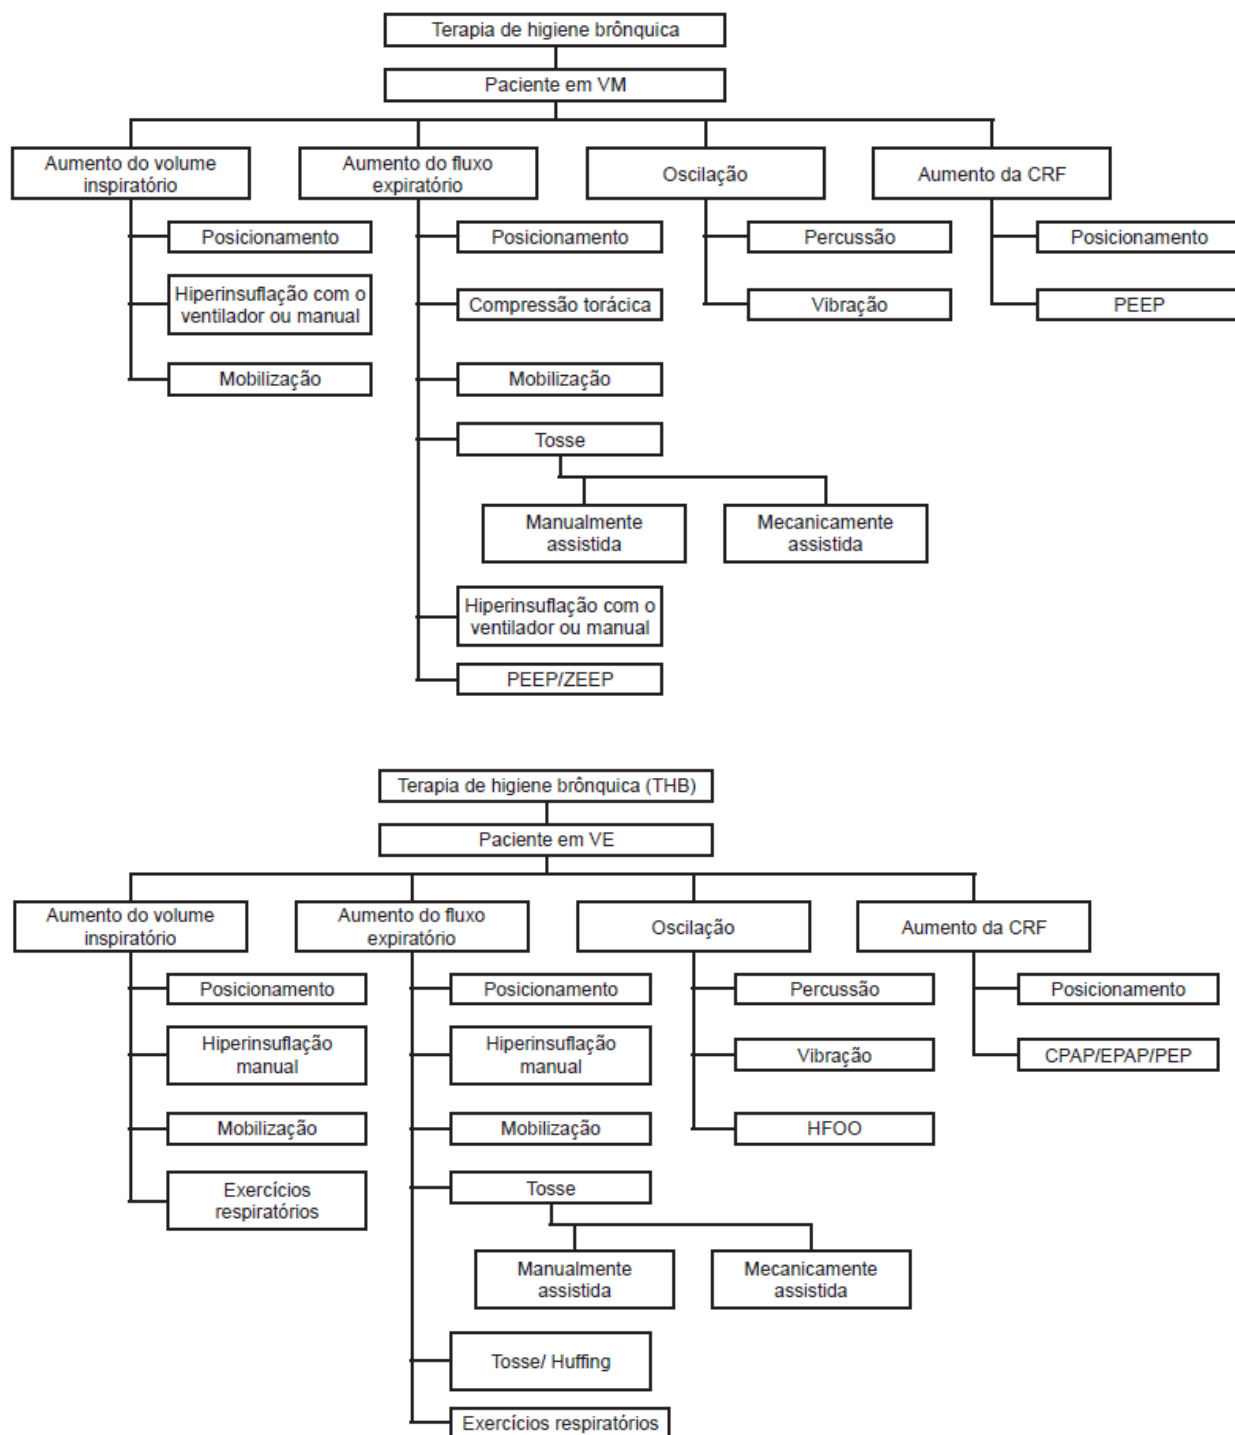 Terapia de higiene brônquica
Paciente em VM
Aumento do volume
inspiratório
Posicionamento
Hiperinsuflação com o
ventilador ou manual
Mobilização
Aumento do fluxo
expiratório
Posicionamento
Compressão torácica
Mobilização
Tosse
Manualmente
assistida
Mecanicamente
assistida
Hiperinsuflação com o
ventilador ou manual
PEEP/ZEEP
Oscilação
Percussão
Vibração
Aumento da CRF
Posicionamento
PEEP
Terapia de higiene brônquica (THB)
Paciente em VE
Aumento do volume
inspiratório
Posicionamento
Hiperinsuflação
manual
Mobilização
Exercícios
respiratórios
Aumento do fluxo
expiratório
Posicionamento
Hiperinsuflação
manual
Mobilização
Tosse
Manualmente
assistida
Mecanicamente
assistida
Tosse/ Huffing
Exercícios respiratórios
Oscilação
Percussão
Vibração
HFOO
Aumento da CRF
Posicionamento
CPAP/EPAP/PEP